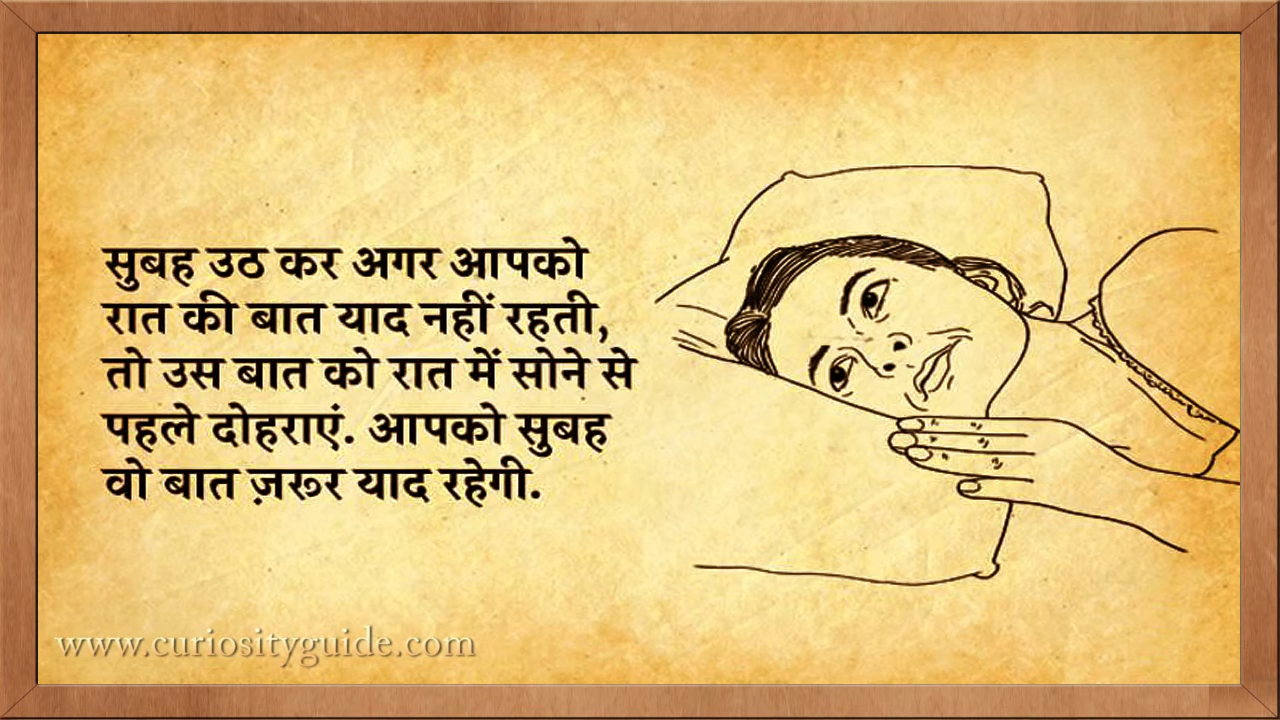 सुबह उठ कर अगर आपको
रात की बात याद नहीं रहती,
तो उस बात को रात में सोने से
पहले दोहराएं. आपको सुबह
वो बात ज़रूर याद रहेगी.
www.curiosityguide.com